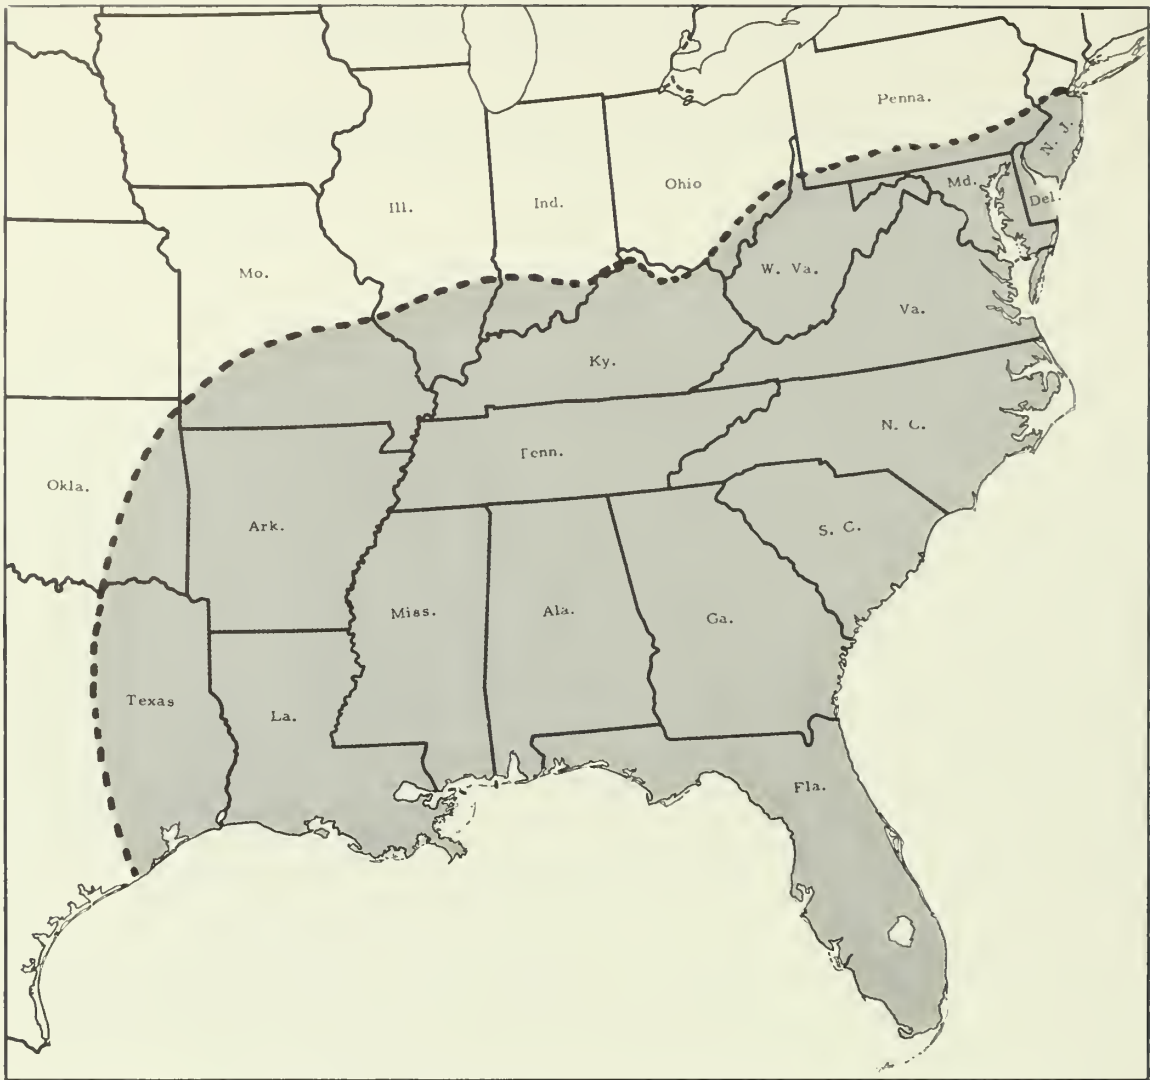 Penna.
N. J.
Ohio
Md.
Del.
Ill.
Ind.
W. Va.
Mo.
Va.
Ky.
N. C.
Tenn.
Okla.
Ark.
S. C.
Miss.
Ala.
Ga.
Texas
La.
Fla.